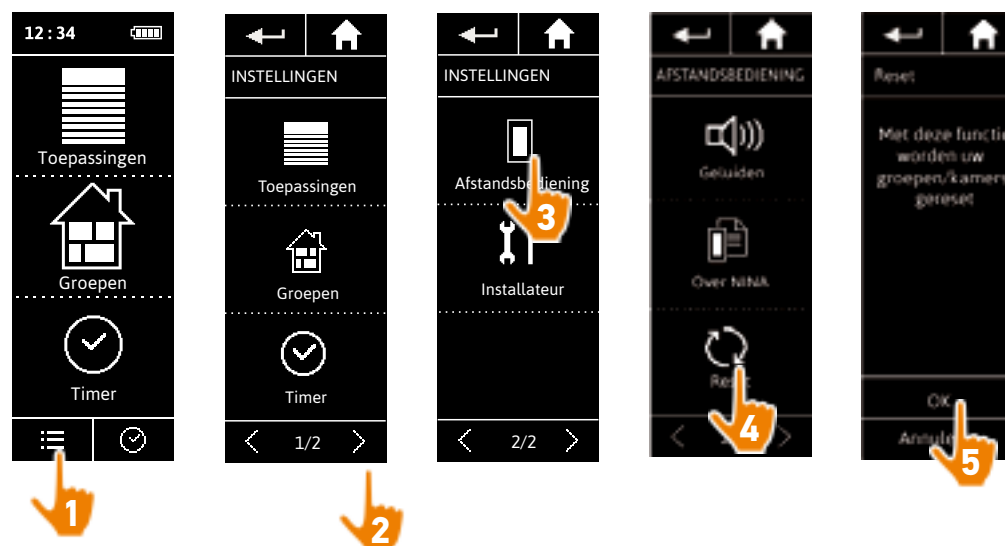 12:34
Toepassingen
Groepen
Timer
1
INSTELLINGEN
Toepassingen
Groepen
Timer
1/2
2
INSTELLINGEN
Afstandsbediening
3
Installateur
2/2
AFSTANDSBEDIENING
Geluiden
Over NINA
4
Reset
Met deze functie
worden uw
groepen/kamers
gereset
OK
5